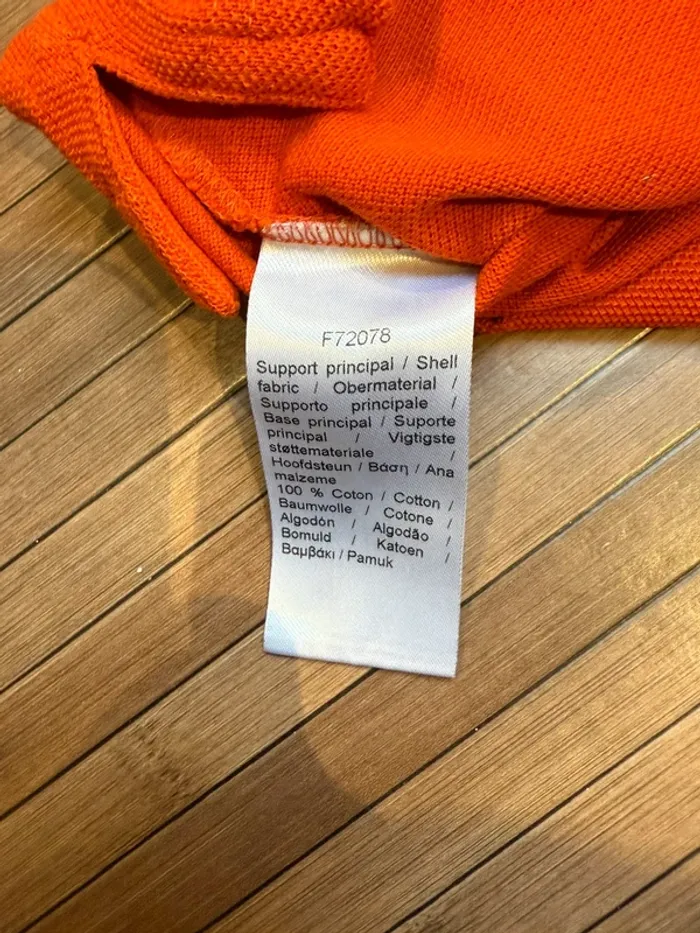 F72078
Support principal / Shell
fabric / Obermaterial /
Supporto principale /
Base principal / Suporte
principal / Vigtigste
støttemateriale /
Hoofdsteun / Βάση / Ana
malzeme
100 % Coton / Cotton /
Baumwolle / Cotone /
Algodón / Algodão /
Bomuld / Katoen /
Βαμβάκι / Pamuk